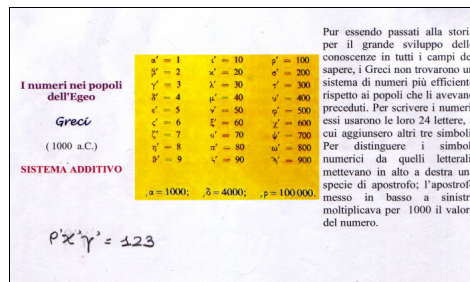 I numeri nei popoli
dell'Egeo
Greci
( 1000 a.C.)
SISTEMA ADDITIVO
α′ = 1 ι′ = 10 ρ′ = 100
β′ = 2 κ′ = 20 σ′ = 200
γ′ = 3 λ′ = 30 τ′ = 300
δ′ = 4 μ′ = 40 υ′ = 400
ε′ = 5 ν′ = 50 φ′ = 500
ϛ′ = 6 ξ′ = 60 χ′ = 600
ζ′ = 7 ο′ = 70 ψ′ = 700
η′ = 8 π′ = 80 ω′ = 800
θ′ = 9 = 90 = 900
,α = 1000; ,δ = 4000; ,ρ = 100 000.
ρ'χ'γ' = 123
Pur essendo passati alla stori
per il grande sviluppo dell
conoscenze in tutti i campi de
sapere, i Greci non trovarono u
sistema di numeri più efficient
rispetto ai popoli che li avevan
preceduti. Per scrivere i numeri
essi usarono le loro 24 lettere,
cui aggiunsero altri tre simboli
Per distinguere i simbol
numerici da quelli letterali
mettevano in alto a destra un
specie di apostrofo; l'apostrof
messo in basso a sinistr
moltiplicava per 1000 il valor
del numero.